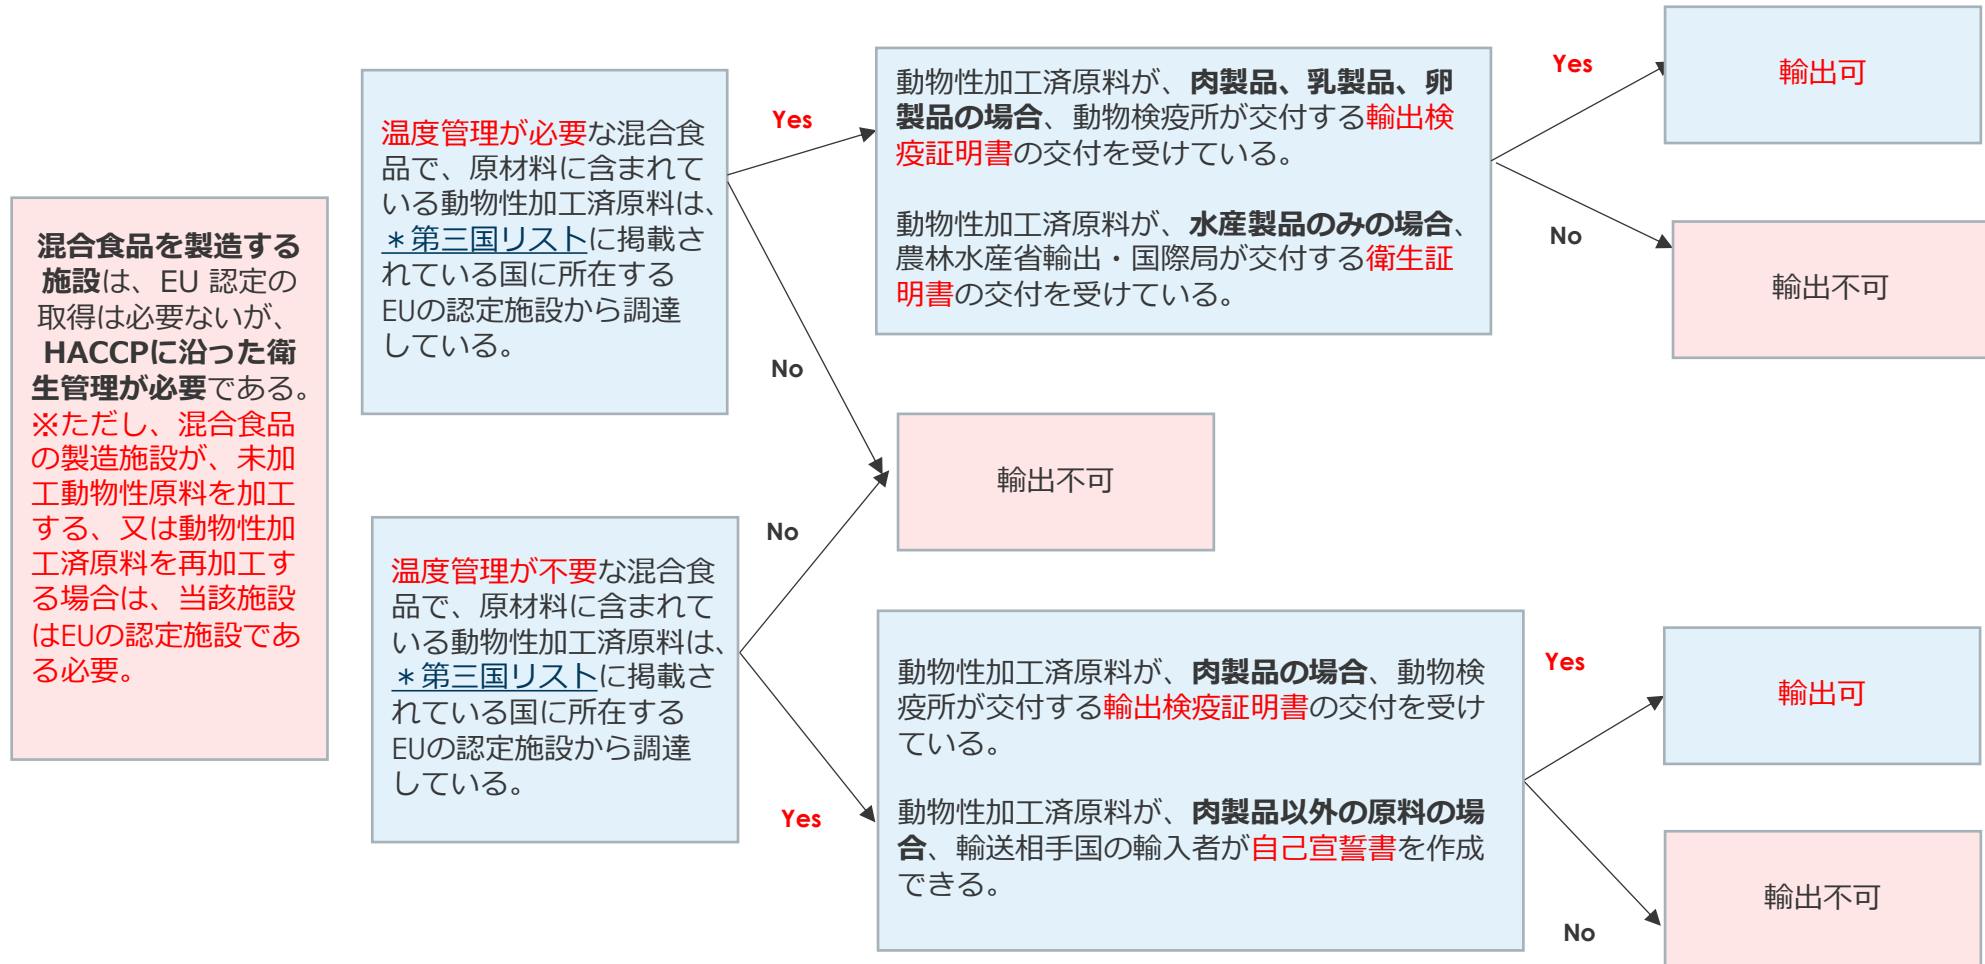 混合食品を製造する
施設は、EU 認定の
取得は必要ないが、
HACCPに沿った衛
生管理が必要である。
※ただし、混合食品
の製造施設が、未加
工動物性原料を加工
する、又は動物性加
工済原料を再加工す
る場合は、当該施設
はEUの認定施設であ
る必要。
温度管理が必要な混合食
品で、原材料に含まれて
いる動物性加工済原料は、
＊第三国リストに掲載さ
れている国に所在する
EUの認定施設から調達
している。
Yes
No
動物性加工済原料が、肉製品、乳製品、卵
製品の場合、動物検疫所が交付する輸出検
疫証明書の交付を受けている。
動物性加工済原料が、水産製品のみの場合、
農林水産省輸出・国際局が交付する衛生証
明書の交付を受けている。
Yes
輸出可
No
輸出不可
輸出不可
温度管理が不要な混合食
品で、原材料に含まれて
いる動物性加工済原料は、
＊第三国リストに掲載さ
れている国に所在する
EUの認定施設から調達
している。
No
Yes
動物性加工済原料が、肉製品の場合、動物検
疫所が交付する輸出検疫証明書の交付を受け
ている。
動物性加工済原料が、肉製品以外の原料の場
合、輸送相手国の輸入者が自己宣誓書を作成
できる。
Yes
輸出可
No
輸出不可